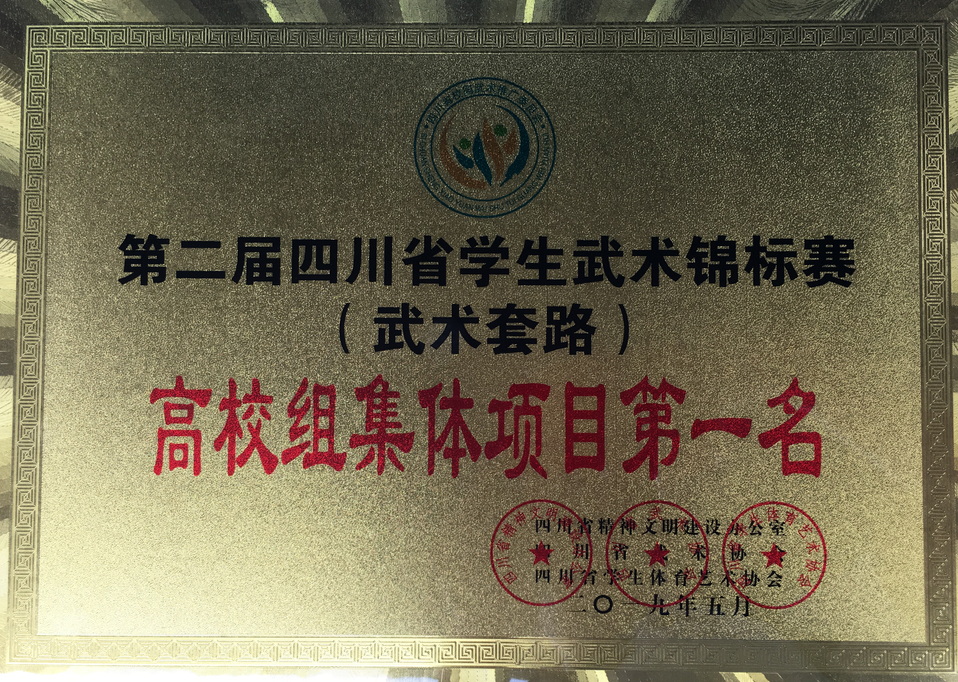 第二届四川省学生武术锦标赛
（武术套路）
高校组集体项目第一名
四川省精神文明建设办公室
四川省武术协会
四川省学生体育艺术协会
二〇一九年五月